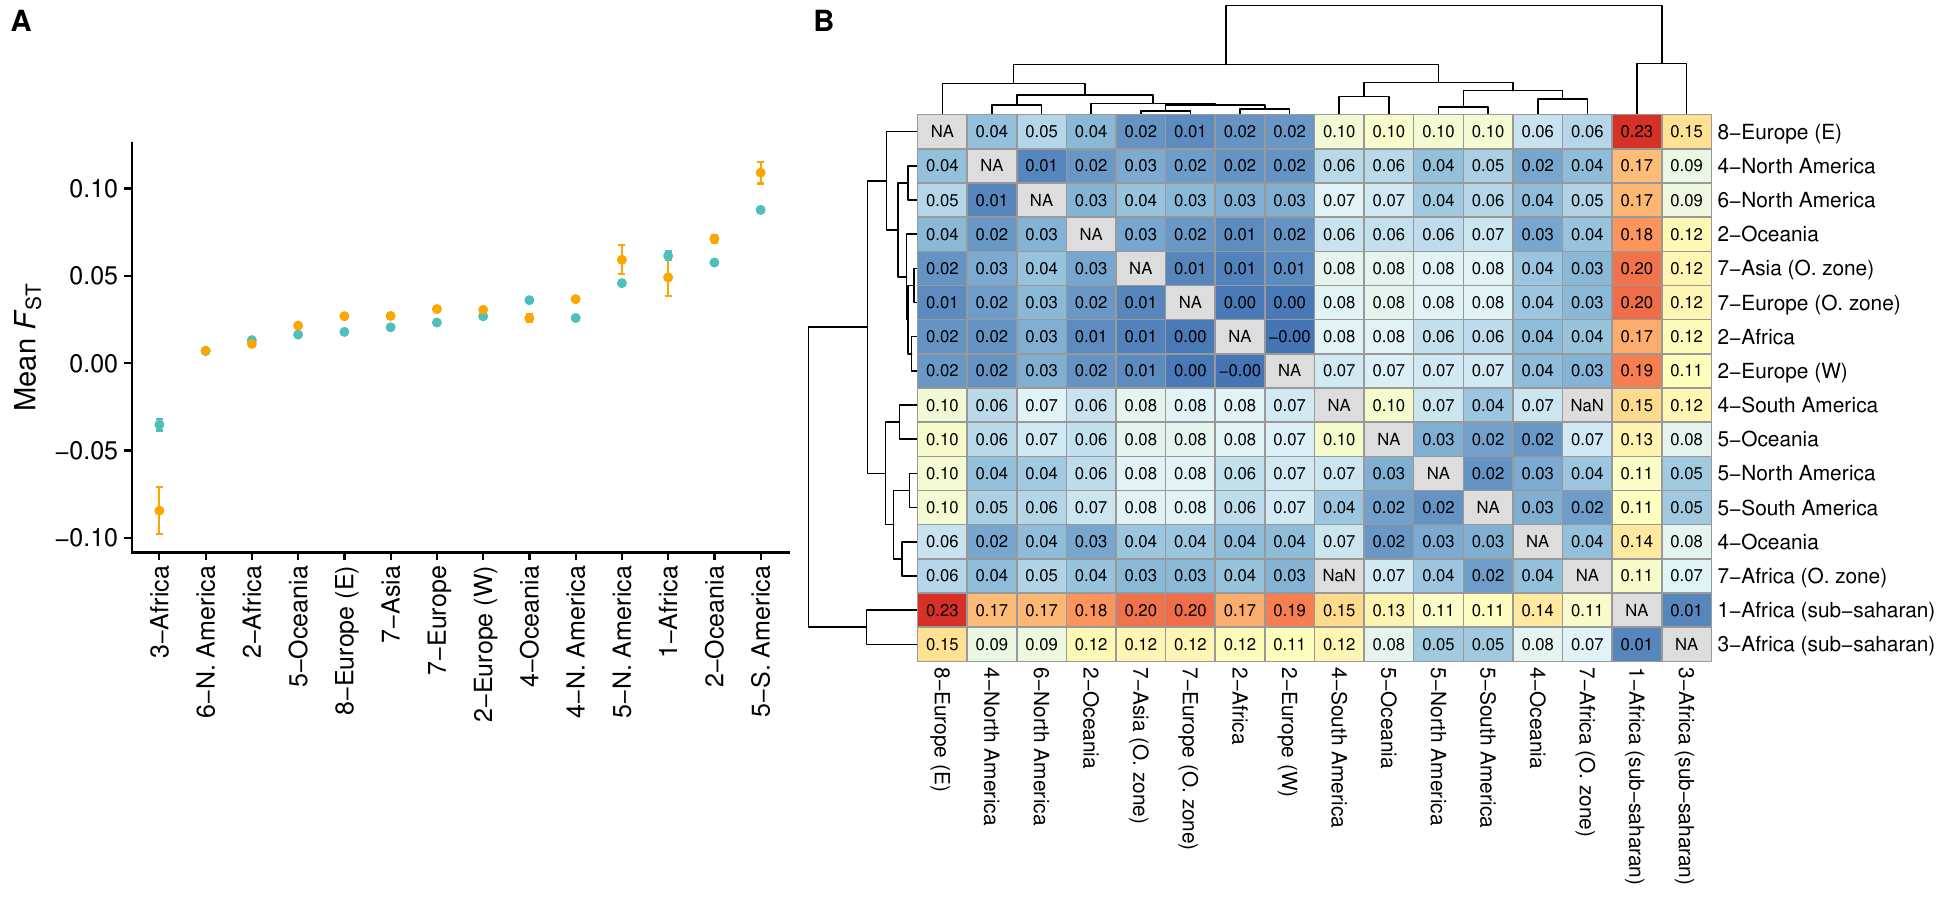 A
Mean FST
0.10
0.05
0.00
−0.05
−0.10
3−Africa
6−N. America
2−Africa
5−Oceania
8−Europe (E)
7−Asia
7−Europe
2−Europe (W)
4−Oceania
4−N. America
5−N. America
1−Africa
2−Oceania
5−S. America
B
NA 0.04 0.05 0.04 0.02 0.01 0.02 0.02 0.10 0.10 0.10 0.10 0.06 0.06 0.23 0.15 8−Europe (E)
0.04 NA 0.01 0.02 0.03 0.02 0.02 0.02 0.06 0.06 0.04 0.05 0.02 0.04 0.17 0.09 4−North America
0.05 0.01 NA 0.03 0.04 0.03 0.03 0.03 0.07 0.07 0.04 0.06 0.04 0.05 0.17 0.09 6−North America
0.04 0.02 0.03 NA 0.03 0.02 0.01 0.02 0.06 0.06 0.06 0.07 0.03 0.04 0.18 0.12 2−Oceania
0.02 0.03 0.04 0.03 NA 0.01 0.01 0.01 0.08 0.08 0.08 0.08 0.04 0.03 0.20 0.12 7−Asia (O. zone)
0.01 0.02 0.03 0.02 0.01 NA 0.00 0.00 0.08 0.08 0.08 0.08 0.04 0.03 0.20 0.12 7−Europe (O. zone)
0.02 0.02 0.03 0.01 0.01 0.00 NA −0.00 0.08 0.08 0.06 0.06 0.04 0.04 0.17 0.12 2−Africa
0.02 0.02 0.03 0.02 0.01 0.00 −0.00 NA 0.07 0.07 0.07 0.07 0.04 0.03 0.19 0.11 2−Europe (W)
0.10 0.06 0.07 0.06 0.08 0.08 0.08 0.07 NA 0.10 0.07 0.04 0.07 NaN 0.15 0.12 4−South America
0.10 0.06 0.07 0.06 0.08 0.08 0.08 0.07 0.10 NA 0.03 0.02 0.02 0.07 0.13 0.08 5−Oceania
0.10 0.04 0.04 0.06 0.08 0.08 0.06 0.07 0.07 0.03 NA 0.02 0.03 0.04 0.11 0.05 5−North America
0.10 0.05 0.06 0.07 0.08 0.08 0.06 0.07 0.04 0.02 0.02 NA 0.03 0.02 0.11 0.05 5−South America
0.06 0.02 0.04 0.03 0.04 0.04 0.04 0.04 0.07 0.02 0.03 0.03 NA 0.04 0.14 0.08 4−Oceania
0.06 0.04 0.05 0.04 0.03 0.03 0.04 0.03 NaN 0.07 0.04 0.02 0.04 NA 0.11 0.07 7−Africa (O. zone)
0.23 0.17 0.17 0.18 0.20 0.20 0.17 0.19 0.15 0.13 0.11 0.11 0.14 0.11 NA 0.01 1−Africa (sub−saharan)
0.15 0.09 0.09 0.12 0.12 0.12 0.12 0.11 0.12 0.08 0.05 0.05 0.08 0.07 0.01 NA 3−Africa (sub−saharan)
8−Europe (E)
4−North America
6−North America
2−Oceania
7−Asia (O. zone)
7−Europe (O. zone)
2−Africa
2−Europe (W)
4−South America
5−Oceania
5−North America
5−South America
4−Oceania
7−Africa (O. zone)
1−Africa (sub−saharan)
3−Africa (sub−saharan)